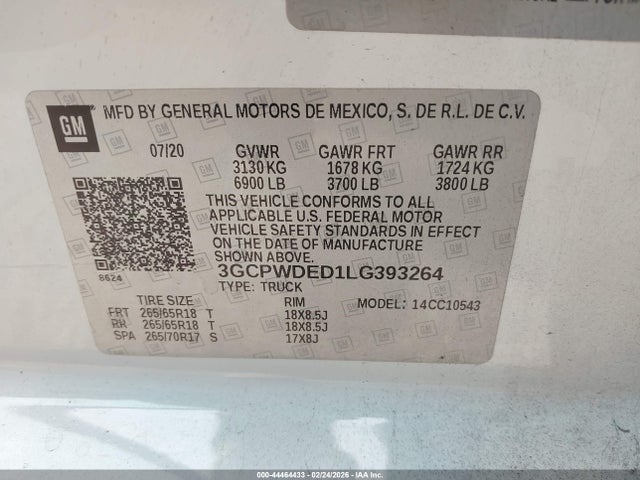 GM MFD BY GENERAL MOTORS DE MEXICO, S. DE R.L. DE C.V.
07/20 GVWR GAWR FRT GAWR RR
3130 KG 1678 KG 1724 KG
6900 LB 3700 LB 3800 LB
THIS VEHICLE CONFORMS TO ALL
APPLICABLE U.S. FEDERAL MOTOR
VEHICLE SAFETY STANDARDS IN EFFECT
ON THE DATE OF MANUFACTURE
SHOWN ABOVE.
8624 3GCPWDED1LG393264
TYPE: TRUCK
TIRE SIZE RIM MODEL: 14CC10543
FRT 265/65R18 T 18X8.5J
RR 265/65R18 T 18X8.5J
SPA 265/70R17 S 17X8J
000-44464433 - 02/24/2026 - IAA Inc.